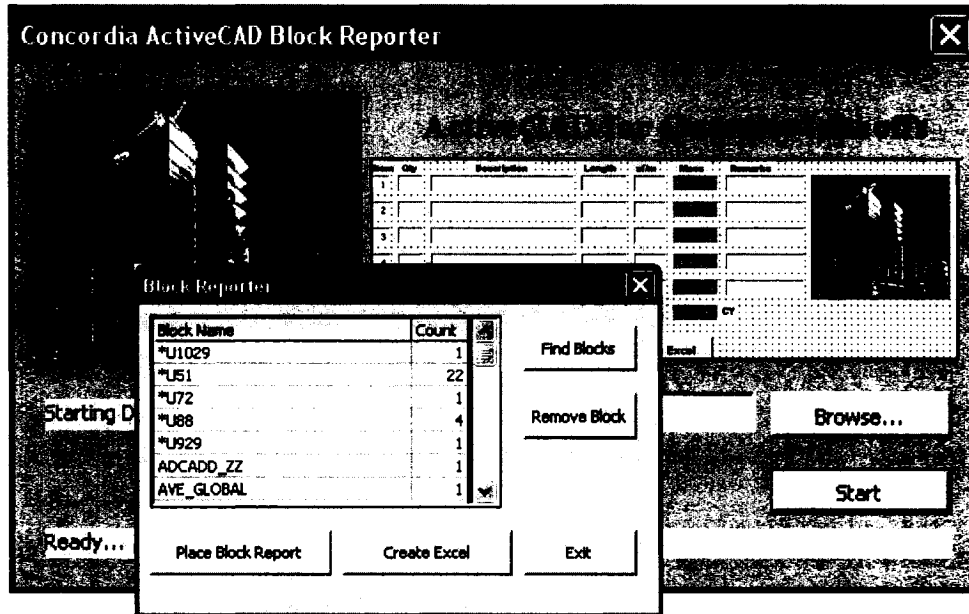 Concordia ActiveCAD Block Reporter
Item Qty Description Length Remarks
1
2
3
CY
Excel
Block Reporter
Block Name Count
*U1029 1
*U51 22
*U72 1
*U88 4
*U929 1
ADCADD_ZZ 1
AVE_GLOBAL 1
Find Blocks
Remove Block
Place Block Report Create Excel Exit
Starting D
Browse...
Start
Ready...